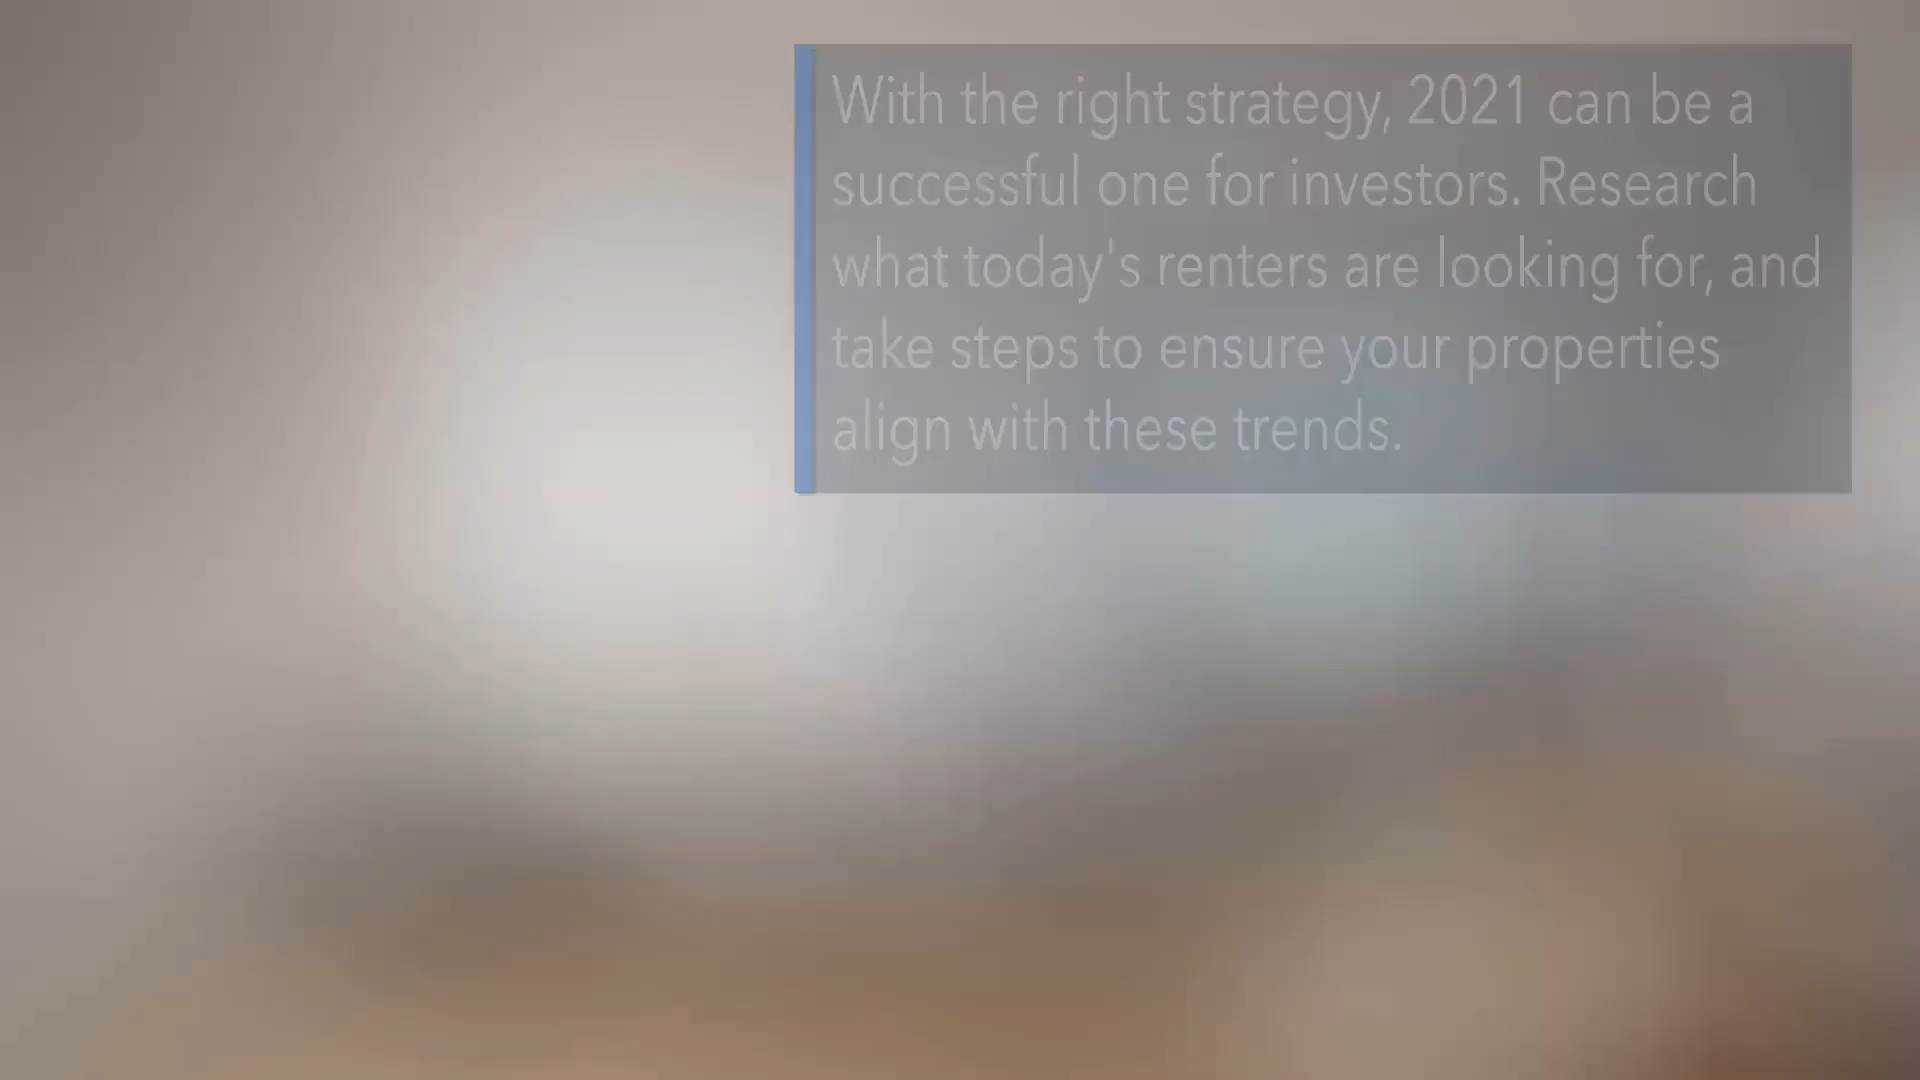 With the right strategy, 2021 can be a
successful one for investors. Research
what today's renters are looking for, and
take steps to ensure your properties
align with these trends.